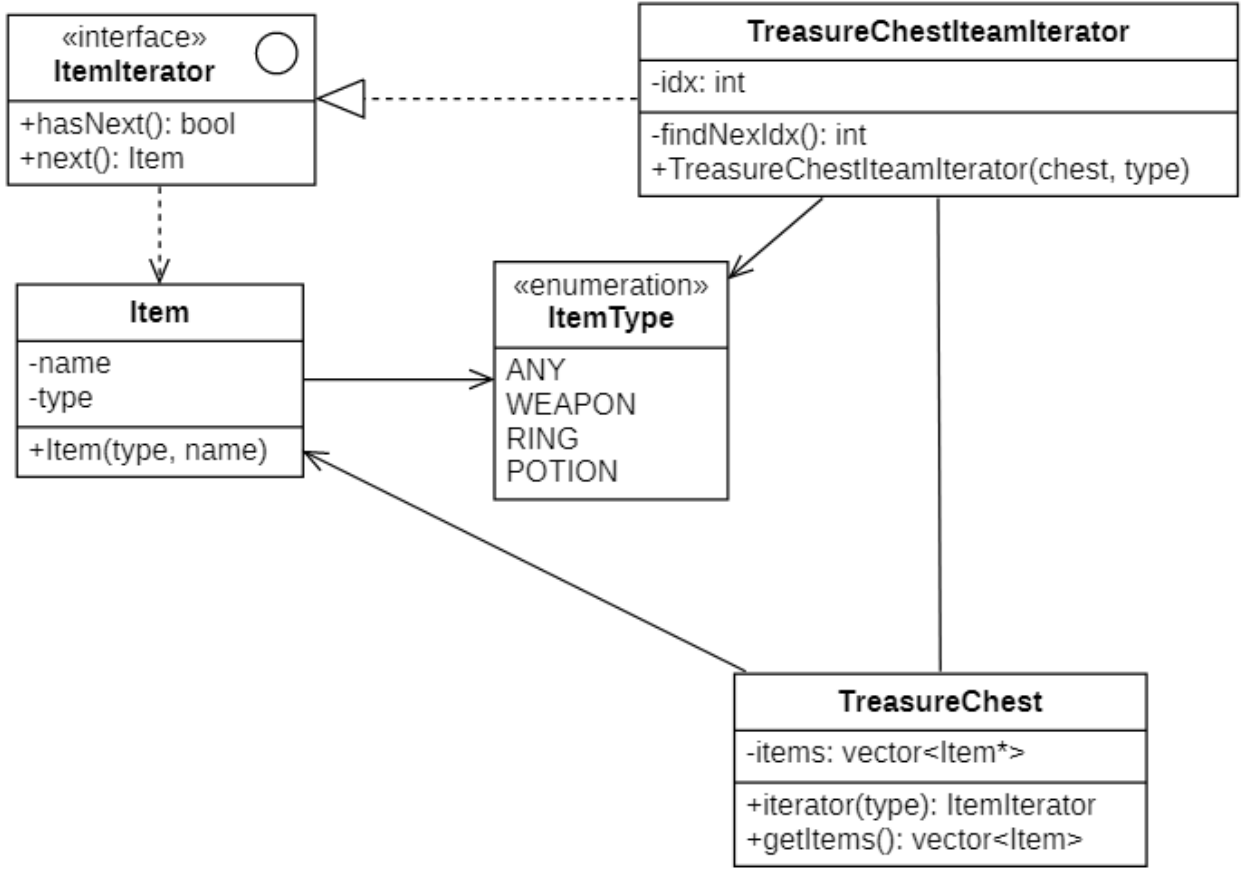 «interface»
ItemIterator
+hasNext(): bool
+next(): Item
TreasureChestIteamIterator
-idx: int
-findNexIdx(): int
+TreasureChestIteamIterator(chest, type)
Item
-name
-type
+Item(type, name)
«enumeration»
ItemType
ANY
WEAPON
RING
POTION
TreasureChest
-items: vector<Item*>
+iterator(type): ItemIterator
+getItems(): vector<Item>